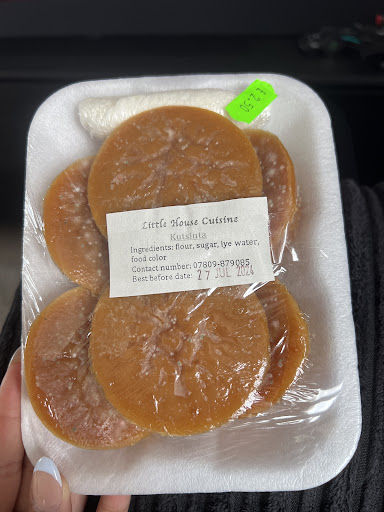 £2.50
Little House Cuisine
Kutsinta
Ingredients: flour, sugar, lye water,
food color
Contact number: 07809-879085
Best before date: 27 JUL 2024